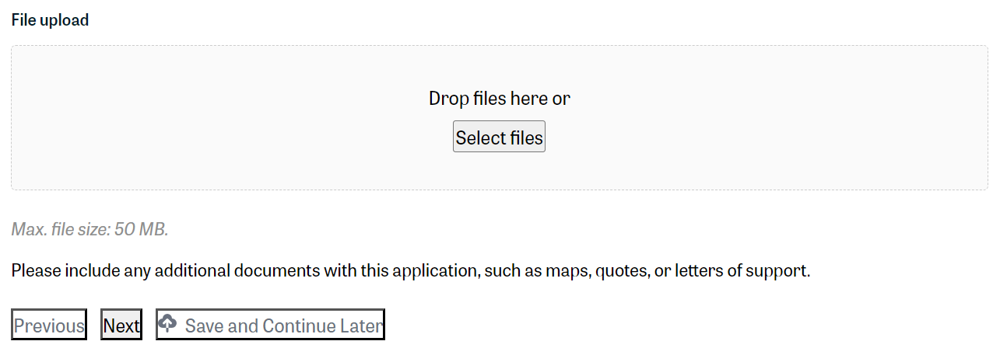 File upload
Drop files here or
Select files
Max. file size: 50 MB.
Please include any additional documents with this application, such as maps, quotes, or letters of support.
Previous Next Save and Continue Later